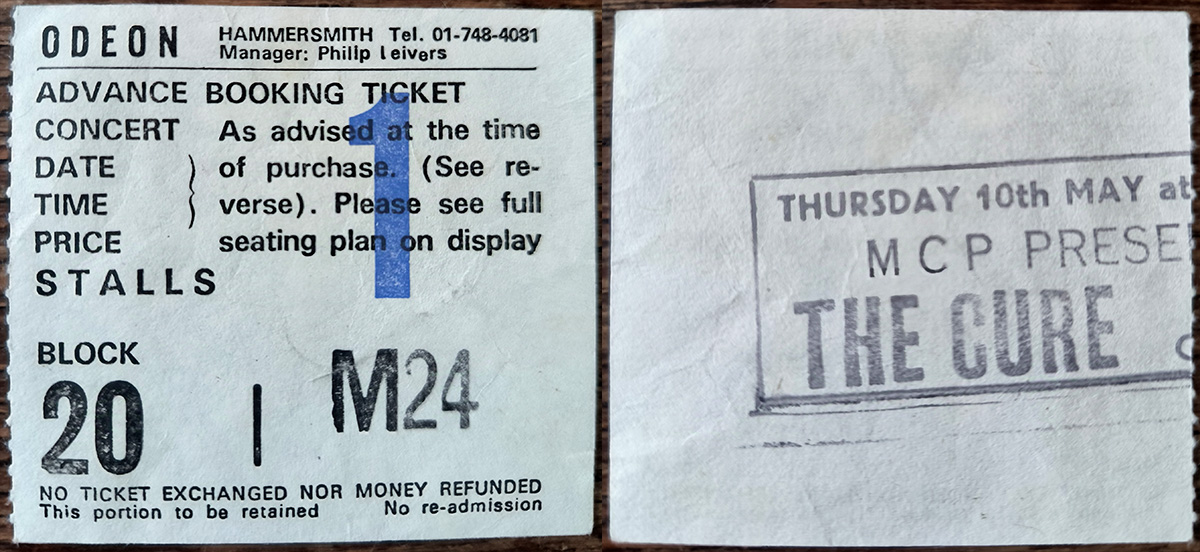 ODEON HAMMERSMITH Tel. 01-748-4081
Manager: Philip Leivers
ADVANCE BOOKING TICKET
CONCERT As advised at the time
DATE } of purchase. (See re-
TIME verse). Please see full
PRICE seating plan on display
STALLS
1
BLOCK
20 | M24
NO TICKET EXCHANGED NOR MONEY REFUNDED
This portion to be retained No re-admission
THURSDAY 10th MAY at
MCP PRESE
THE CURE